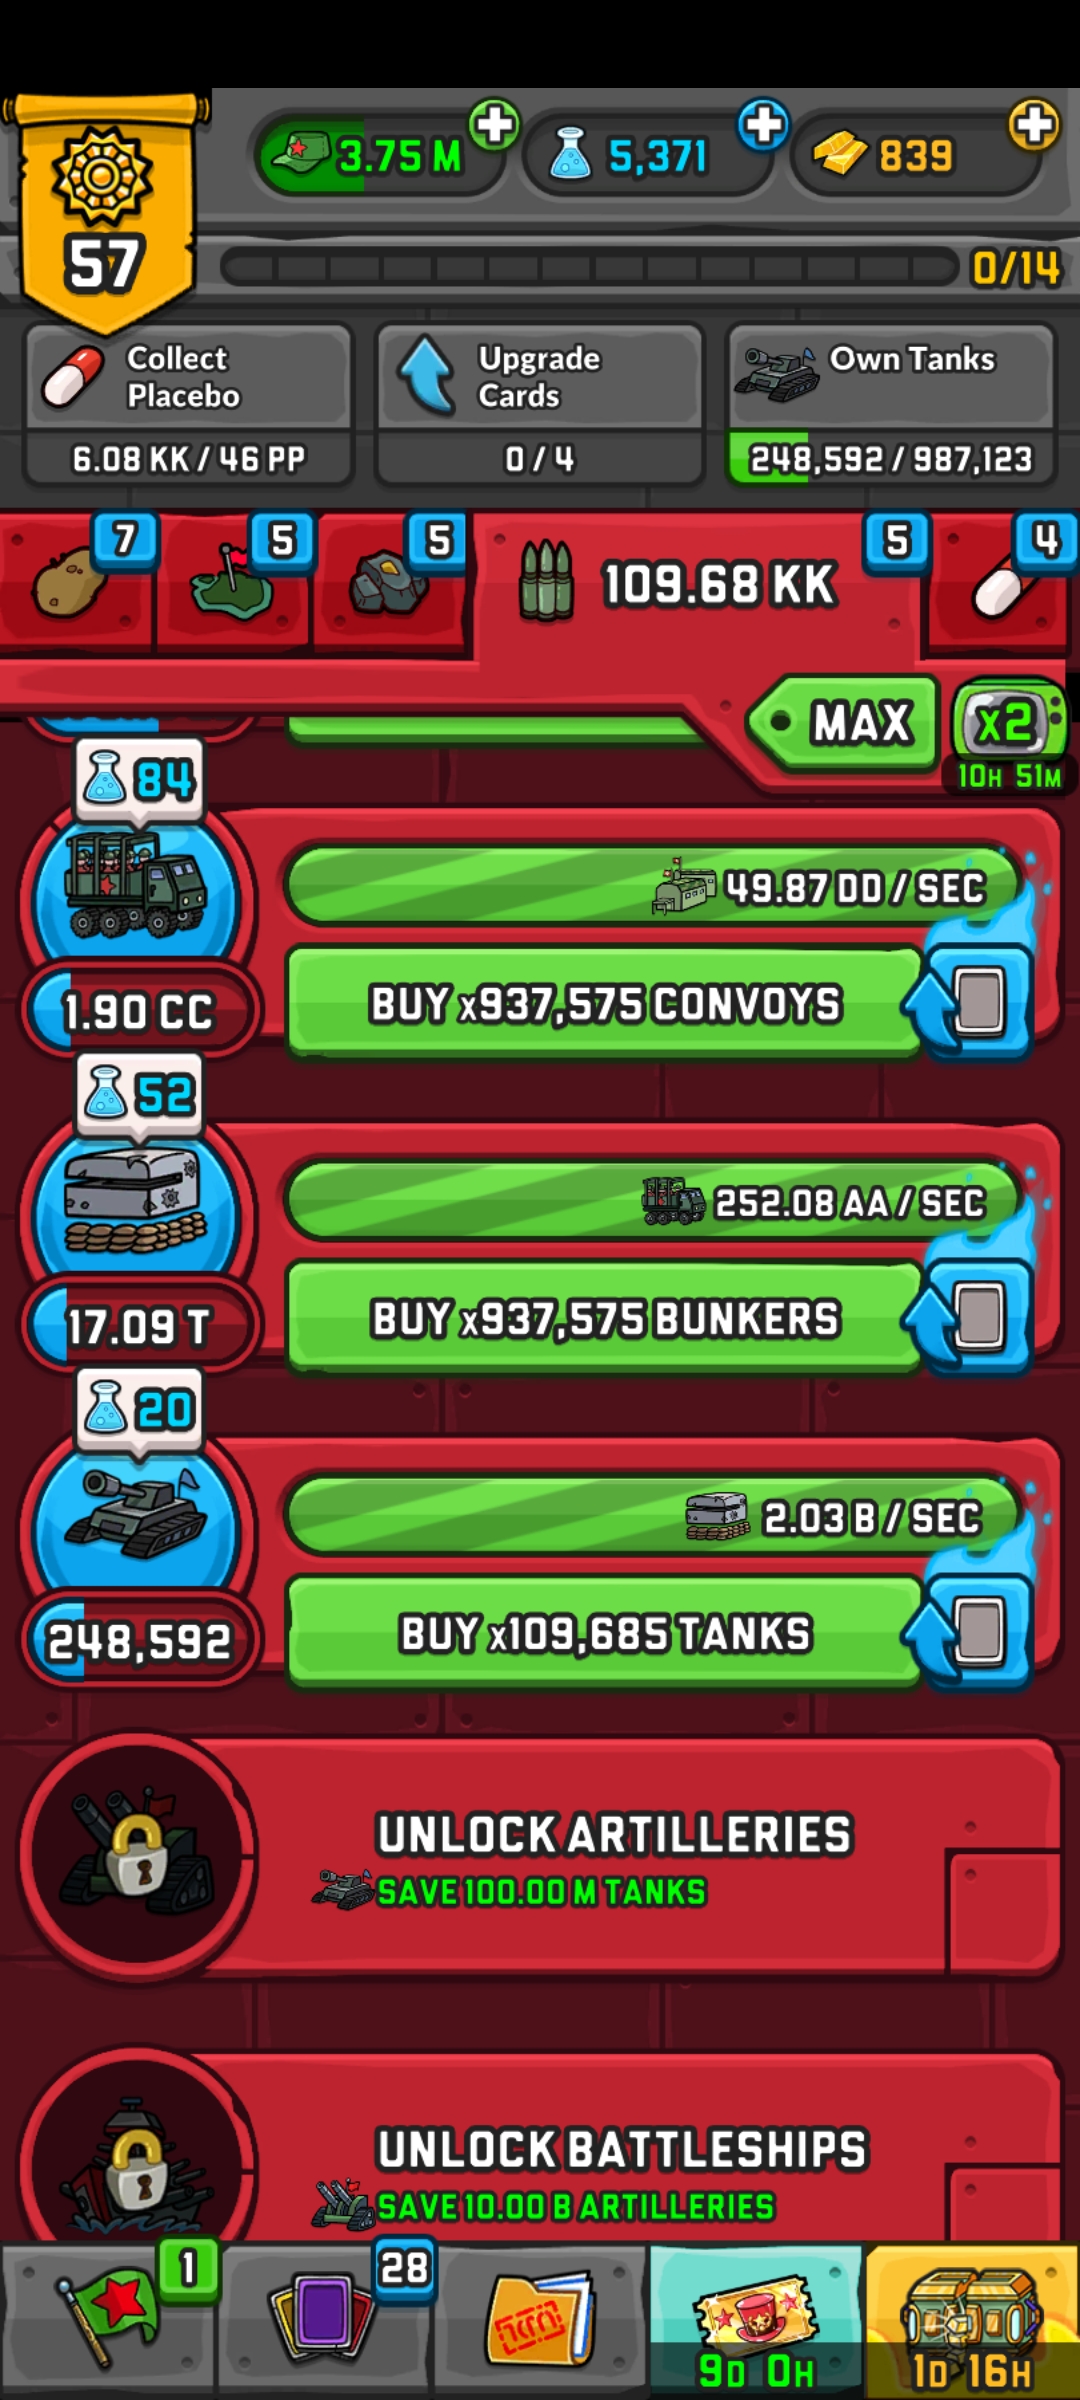 3.75 M
5,371
839
57
0/14
Collect
Placebo
6.08 KK / 46 PP
Upgrade
Cards
0 / 4
Own Tanks
248,592 / 987,123
7
5
5
109.68 KK
5
4
MAX
x2
10H 51M
84
49.87 DD / SEC
1.90 CC
BUY x937,575 CONVOYS
52
252.08 AA / SEC
17.09 T
BUY x937,575 BUNKERS
20
2.03 B / SEC
248,592
BUY x109,685 TANKS
UNLOCK ARTILLERIES
SAVE 100.00 M TANKS
UNLOCK BATTLESHIPS
SAVE 10.00 B ARTILLERIES
1
28
9D 0H
1D 16H